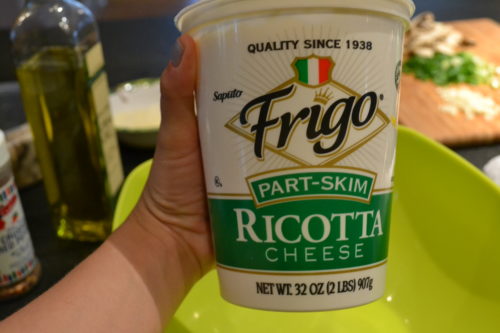 QUALITY SINCE 1938
Saputo
Frigo®
PART-SKIM
RICOTTA
CHEESE
NET WT. 32 OZ (2 LBS) 907g